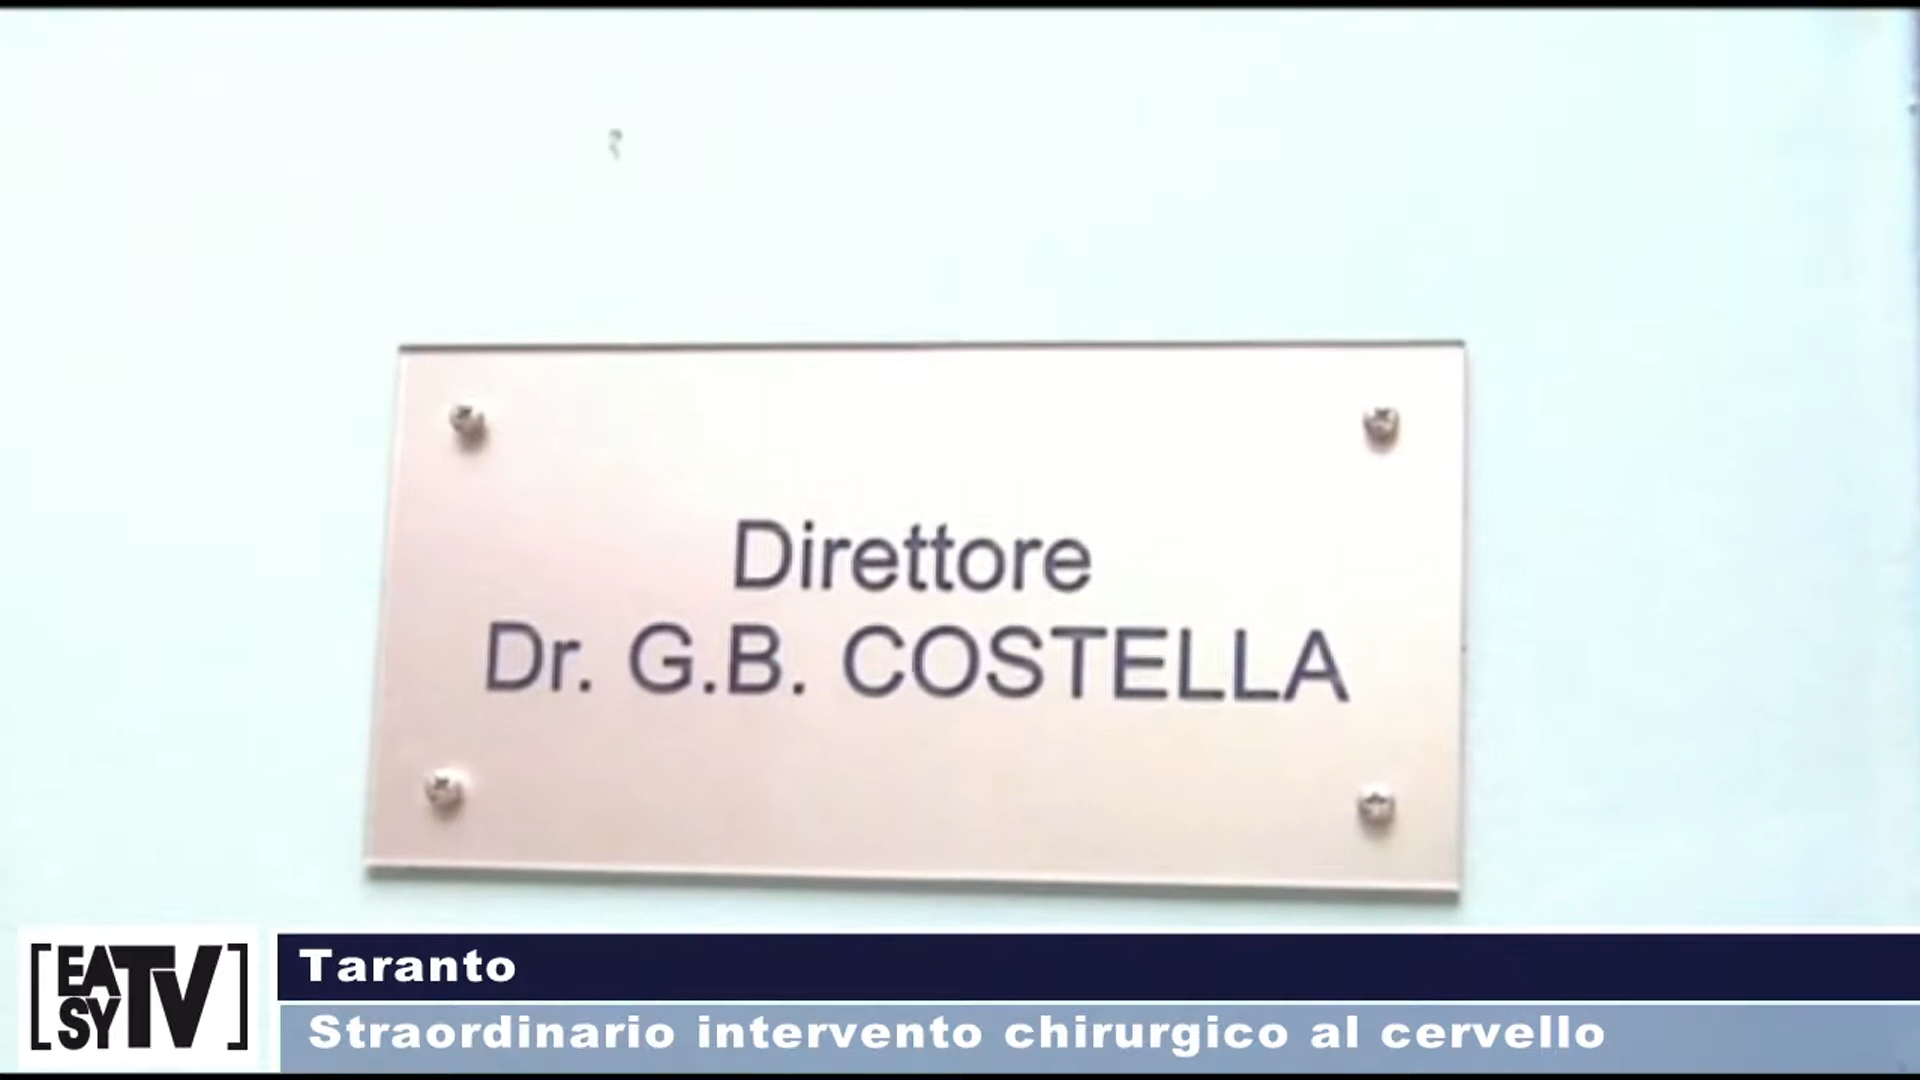 Direttore
Dr. G.B. COSTELLA
[EASY TV]
Taranto
Straordinario intervento chirurgico al cervello